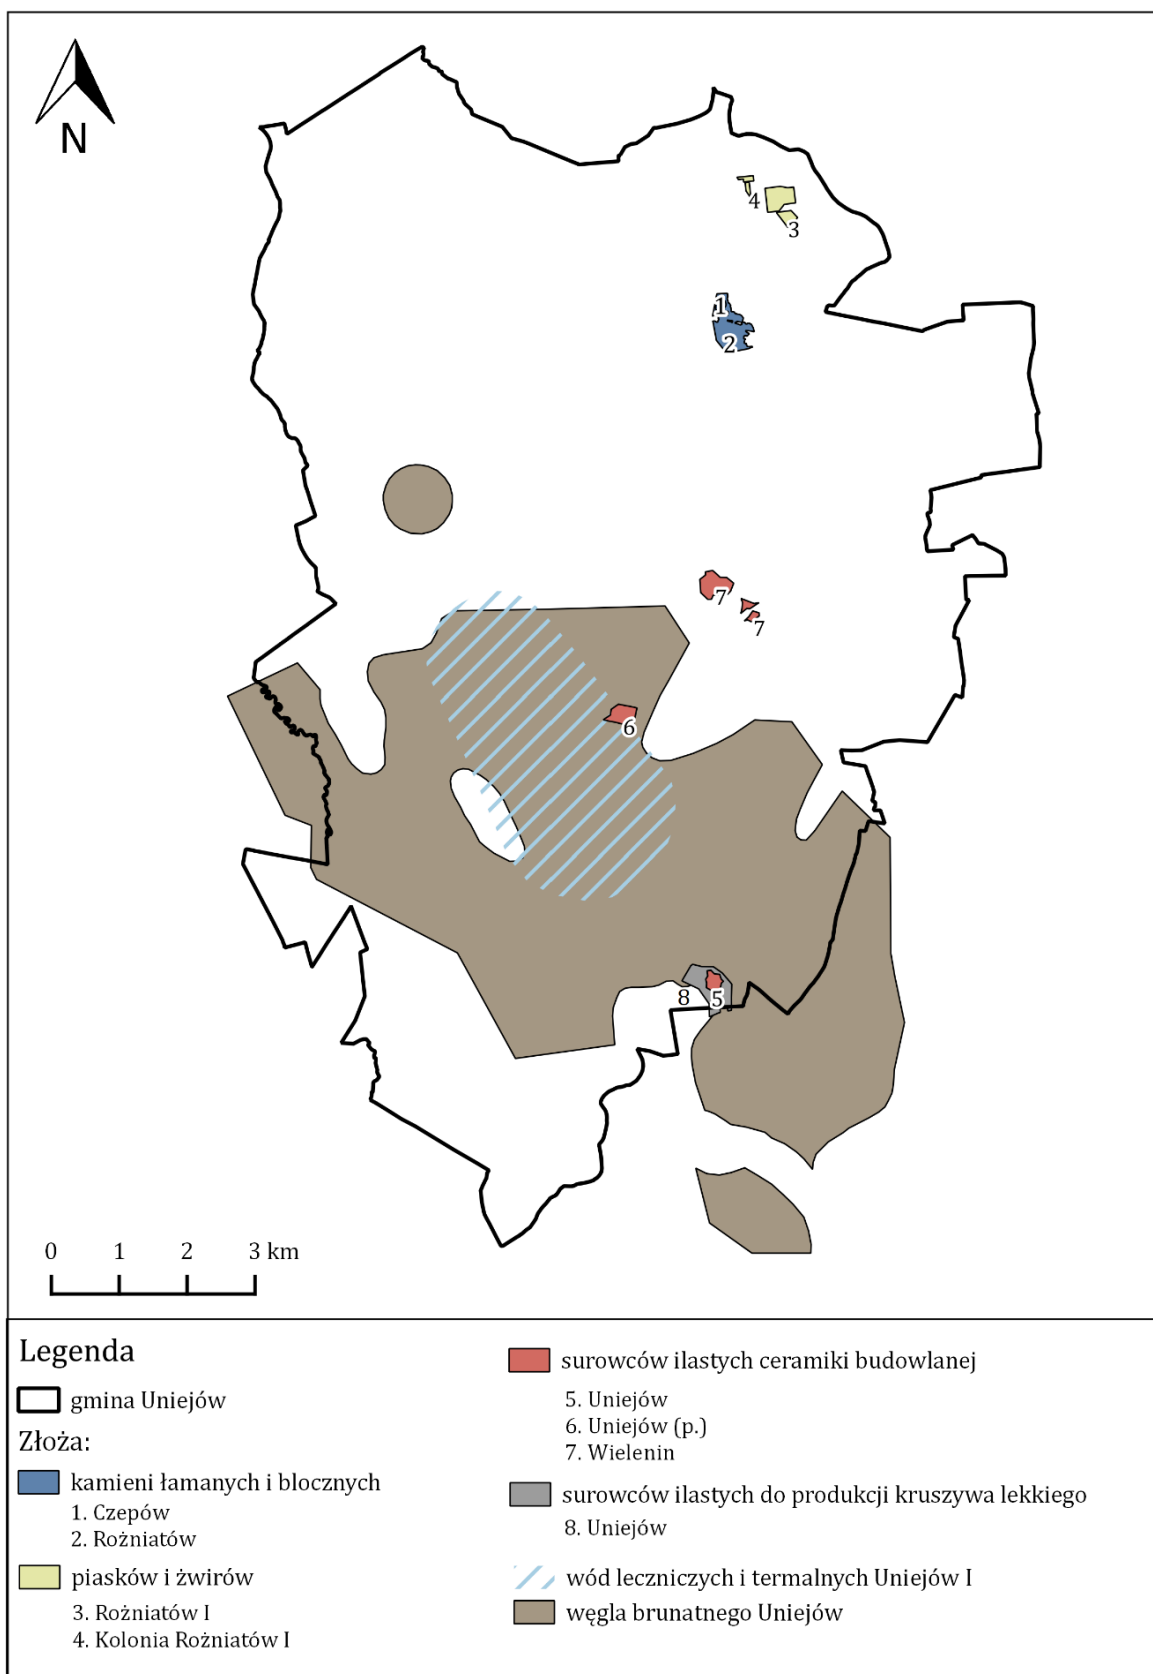 N
4
3
1
2
7
7
6
8
5
0 1 2 3 km
Legenda
gmina Uniejów
Złoża:
kamieni łamanych i blocznych
1. Czepów
2. Rożniatów
piasków i żwirów
3. Rożniatów I
4. Kolonia Rożniatów I
surowców ilastych ceramiki budowlanej
5. Uniejów
6. Uniejów (p.)
7. Wielenin
surowców ilastych do produkcji kruszywa lekkiego
8. Uniejów
wód leczniczych i termalnych Uniejów I
węgla brunatnego Uniejów